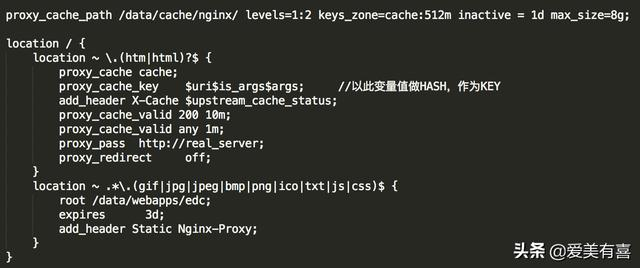 proxy_cache_path /data/cache/nginx/ levels=1:2 keys_zone=cache:512m inactive = 1d max_size=8g;
location / {
    location ~ \.(htm|html)?$ {
        proxy_cache cache;
        proxy_cache_key    $uri$is_args$args;     //以此变量值做HASH，作为KEY
        add_header X-Cache $upstream_cache_status;
        proxy_cache_valid 200 10m;
        proxy_cache_valid any 1m;
        proxy_pass  http://real_server;
        proxy_redirect     off;
    }
    location ~ .*\.(gif|jpg|jpeg|bmp|png|ico|txt|js|css)$ {
        root /data/webapps/edc;
        expires     3d;
        add_header Static Nginx-Proxy;
    }
}
头条 @爱美有喜